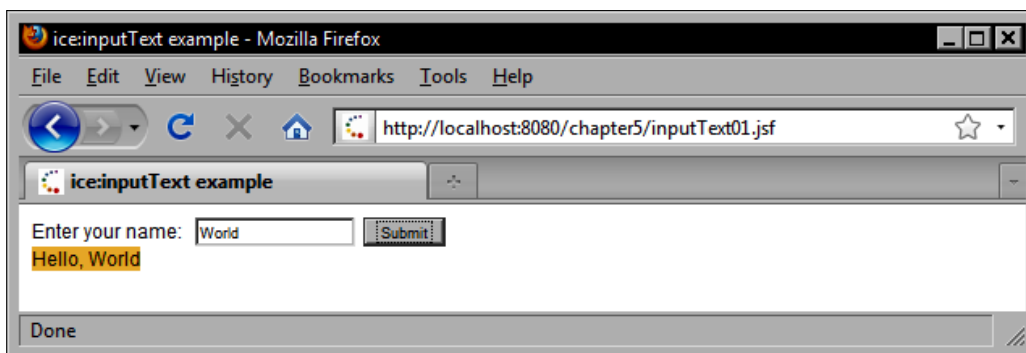 ice:inputText example - Mozilla Firefox
File Edit View History Bookmarks Tools Help
http://localhost:8080/chapter5/inputText01.jsf
ice:inputText example
Enter your name: World Submit
Hello, World
Done